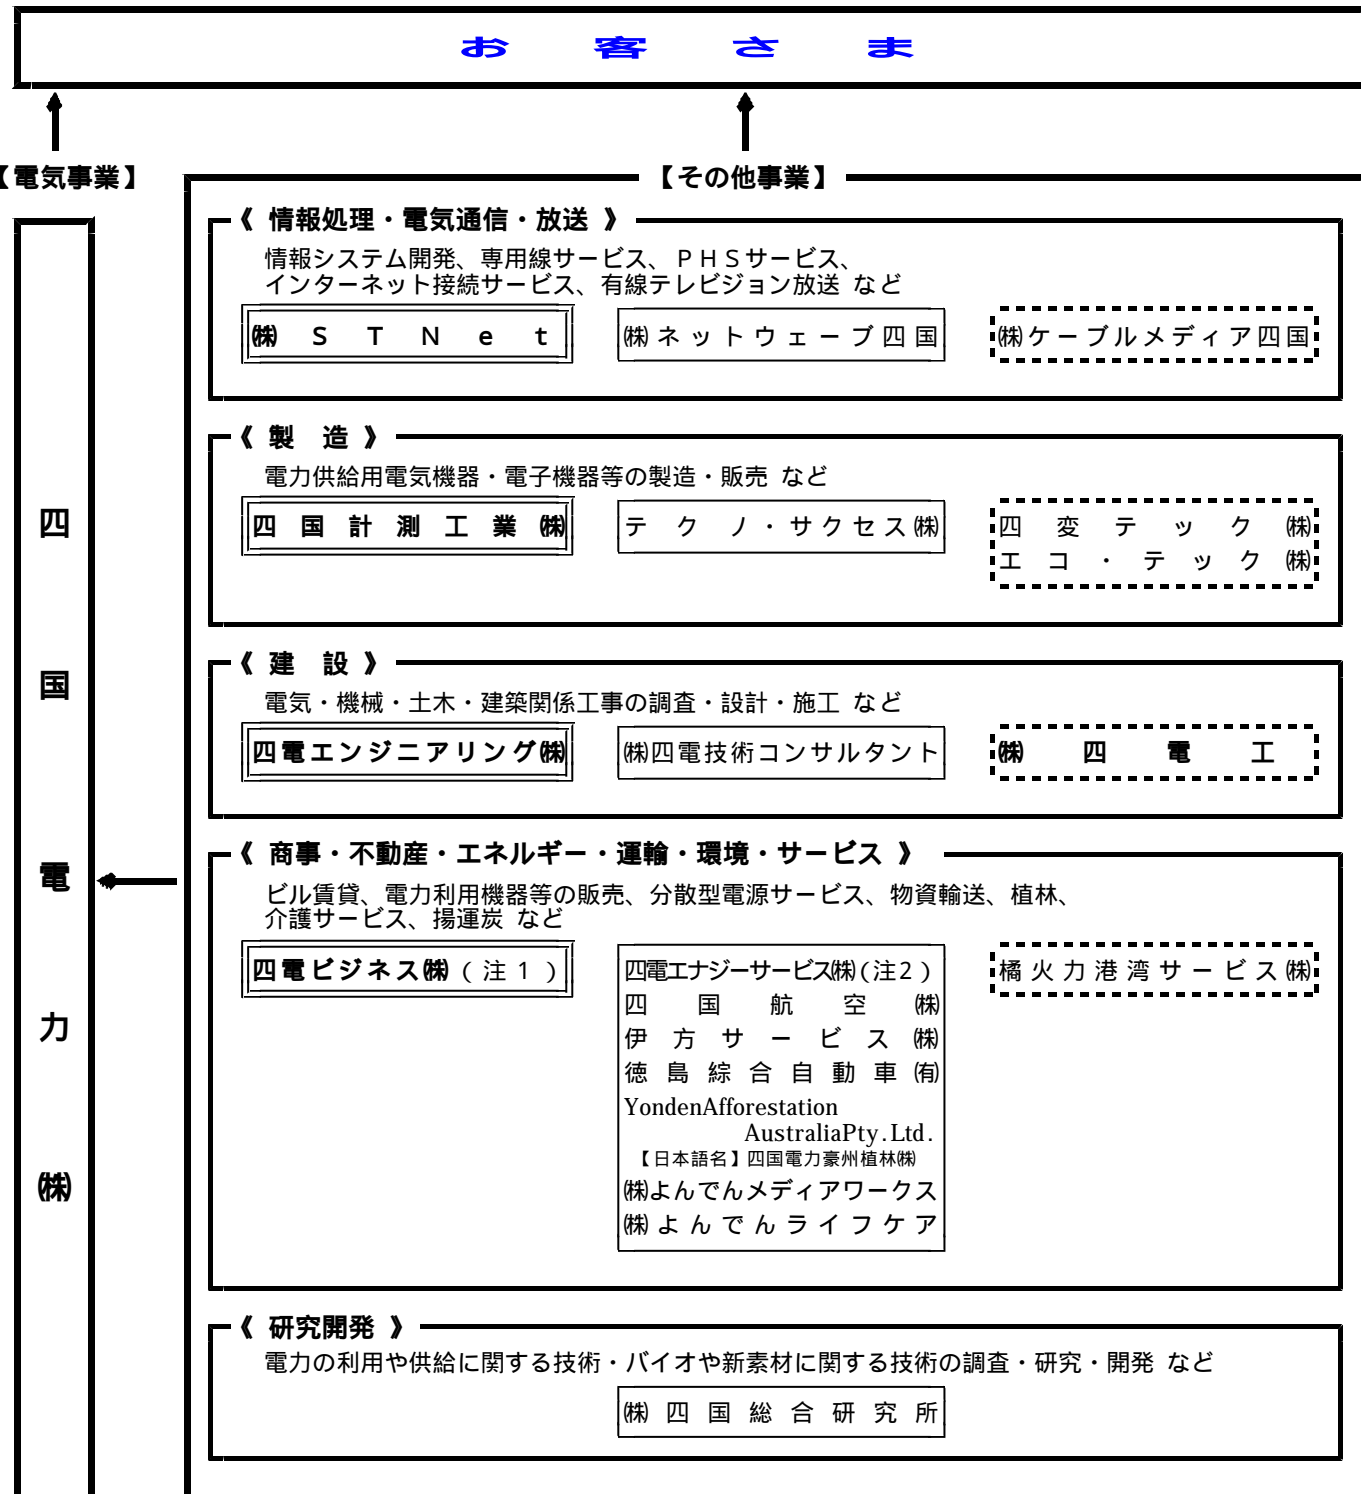 お客さま
【電気事業】
【その他事業】
四国電力㈱
《 情報処理・電気通信・放送 》
情報システム開発、専用線サービス、ＰＨＳサービス、
インターネット接続サービス、有線テレビジョン放送 など
㈱ＳＴＮｅｔ
㈱ネットウェーブ四国
㈱ケーブルメディア四国
《 製　造 》
電力供給用電気機器・電子機器等の製造・販売 など
四国計測工業㈱
テクノ・サクセス㈱
四変テック㈱
エコ・テック㈱
《 建　設 》
電気・機械・土木・建築関係工事の調査・設計・施工 など
四電エンジニアリング㈱
㈱四電技術コンサルタント
㈱四電工
《 商事・不動産・エネルギー・運輸・環境・サービス 》
ビル賃貸、電力利用機器等の販売、分散型電源サービス、物資輸送、植林、
介護サービス、揚運炭 など
四電ビジネス㈱（注１）
四電エナジーサービス㈱（注２）
四国航空㈱
伊方サービス㈱
徳島綜合自動車㈲
YondenAfforestation
AustraliaPty.Ltd.
【日本語名】四国電力豪州植林㈱
㈱よんでんメディアワークス
㈱よんでんライフケア
橘火力港湾サービス㈱
《 研究開発 》
電力の利用や供給に関する技術・バイオや新素材に関する技術の調査・研究・開発 など
㈱四国総合研究所